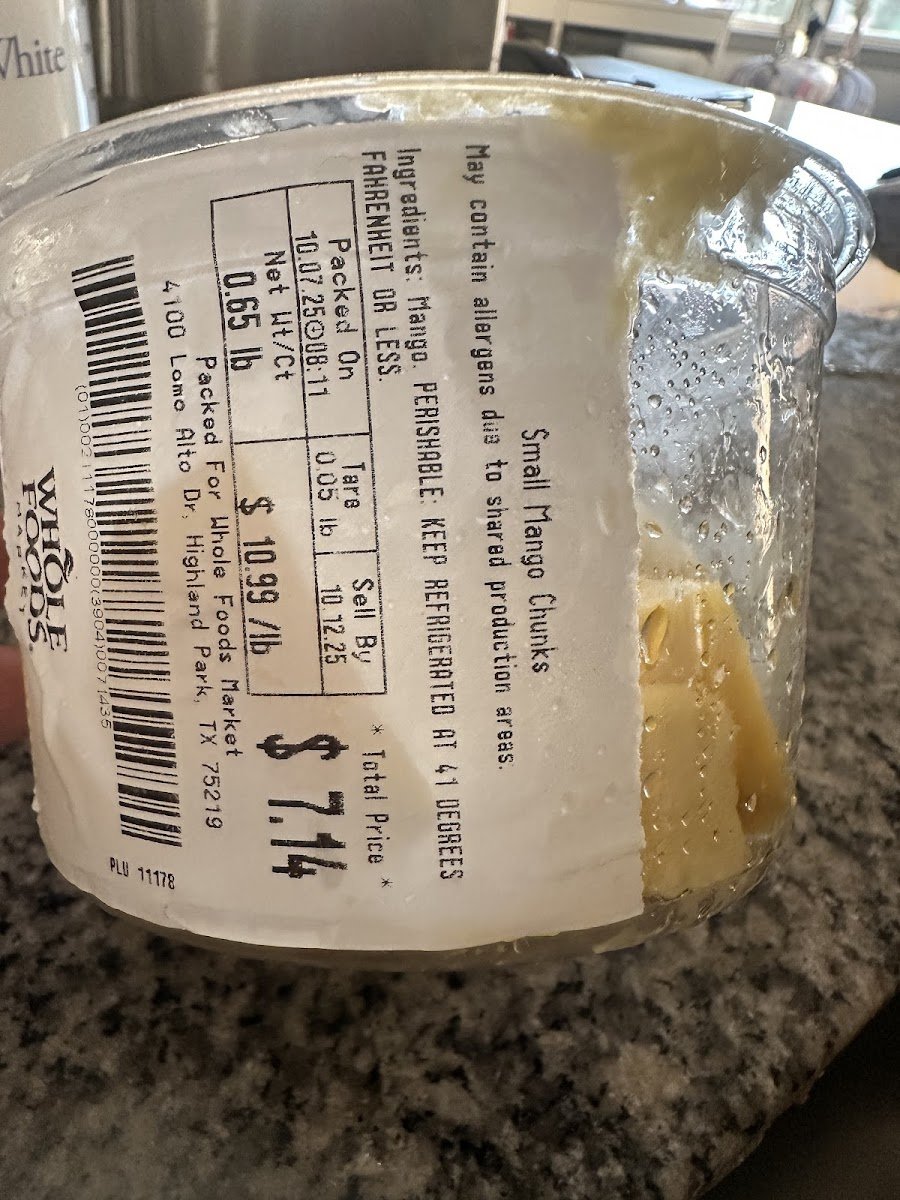 White
Small Mango Chunks
May contain allergens due to shared production areas.
Ingredients: Mango. PERISHABLE: KEEP REFRIGERATED AT 41 DEGREES
FAHRENHEIT OR LESS.
Packed On Tare Sell By
10.07.25@08:11 0.05 lb 10.12.25
Net Wt/Ct
0.65 lb $ 10.99 /lb
* Total Price *
$ 7.14
Packed For Whole Foods Market
4100 Lomo Alto Dr, Highland Park, TX 75219
PLU 11178
WHOLE
FOODS
MARKET